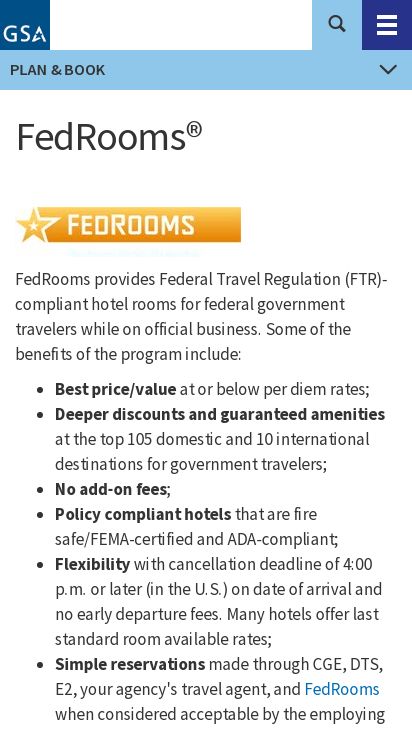 GSA
PLAN & BOOK
FedRooms®
FEDROOMS
FedRooms provides Federal Travel Regulation (FTR)-
compliant hotel rooms for federal government
travelers while on official business. Some of the
benefits of the program include:
• Best price/value at or below per diem rates;
• Deeper discounts and guaranteed amenities
at the top 105 domestic and 10 international
destinations for government travelers;
• No add-on fees;
• Policy compliant hotels that are fire
safe/FEMA-certified and ADA-compliant;
• Flexibility with cancellation deadline of 4:00
p.m. or later (in the U.S.) on date of arrival and
no early departure fees. Many hotels offer last
standard room available rates;
• Simple reservations made through CGE, DTS,
E2, your agency's travel agent, and FedRooms
when considered acceptable by the employing